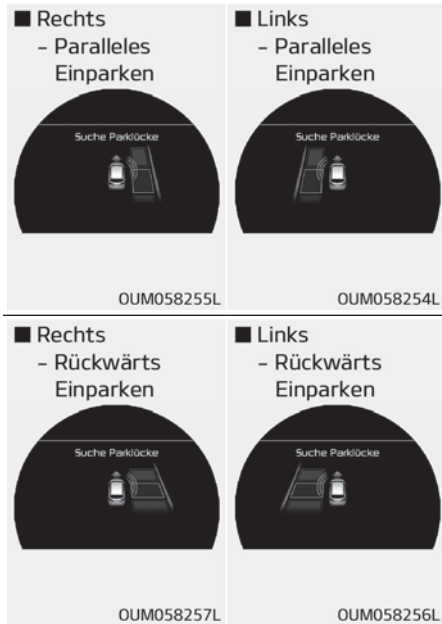 ■ Rechts
– Paralleles
Einparken
Suche Parklücke
OUM058255L
■ Links
– Paralleles
Einparken
Suche Parklücke
OUM058254L
■ Rechts
– Rückwärts
Einparken
Suche Parklücke
OUM058257L
■ Links
– Rückwärts
Einparken
Suche Parklücke
OUM058256L